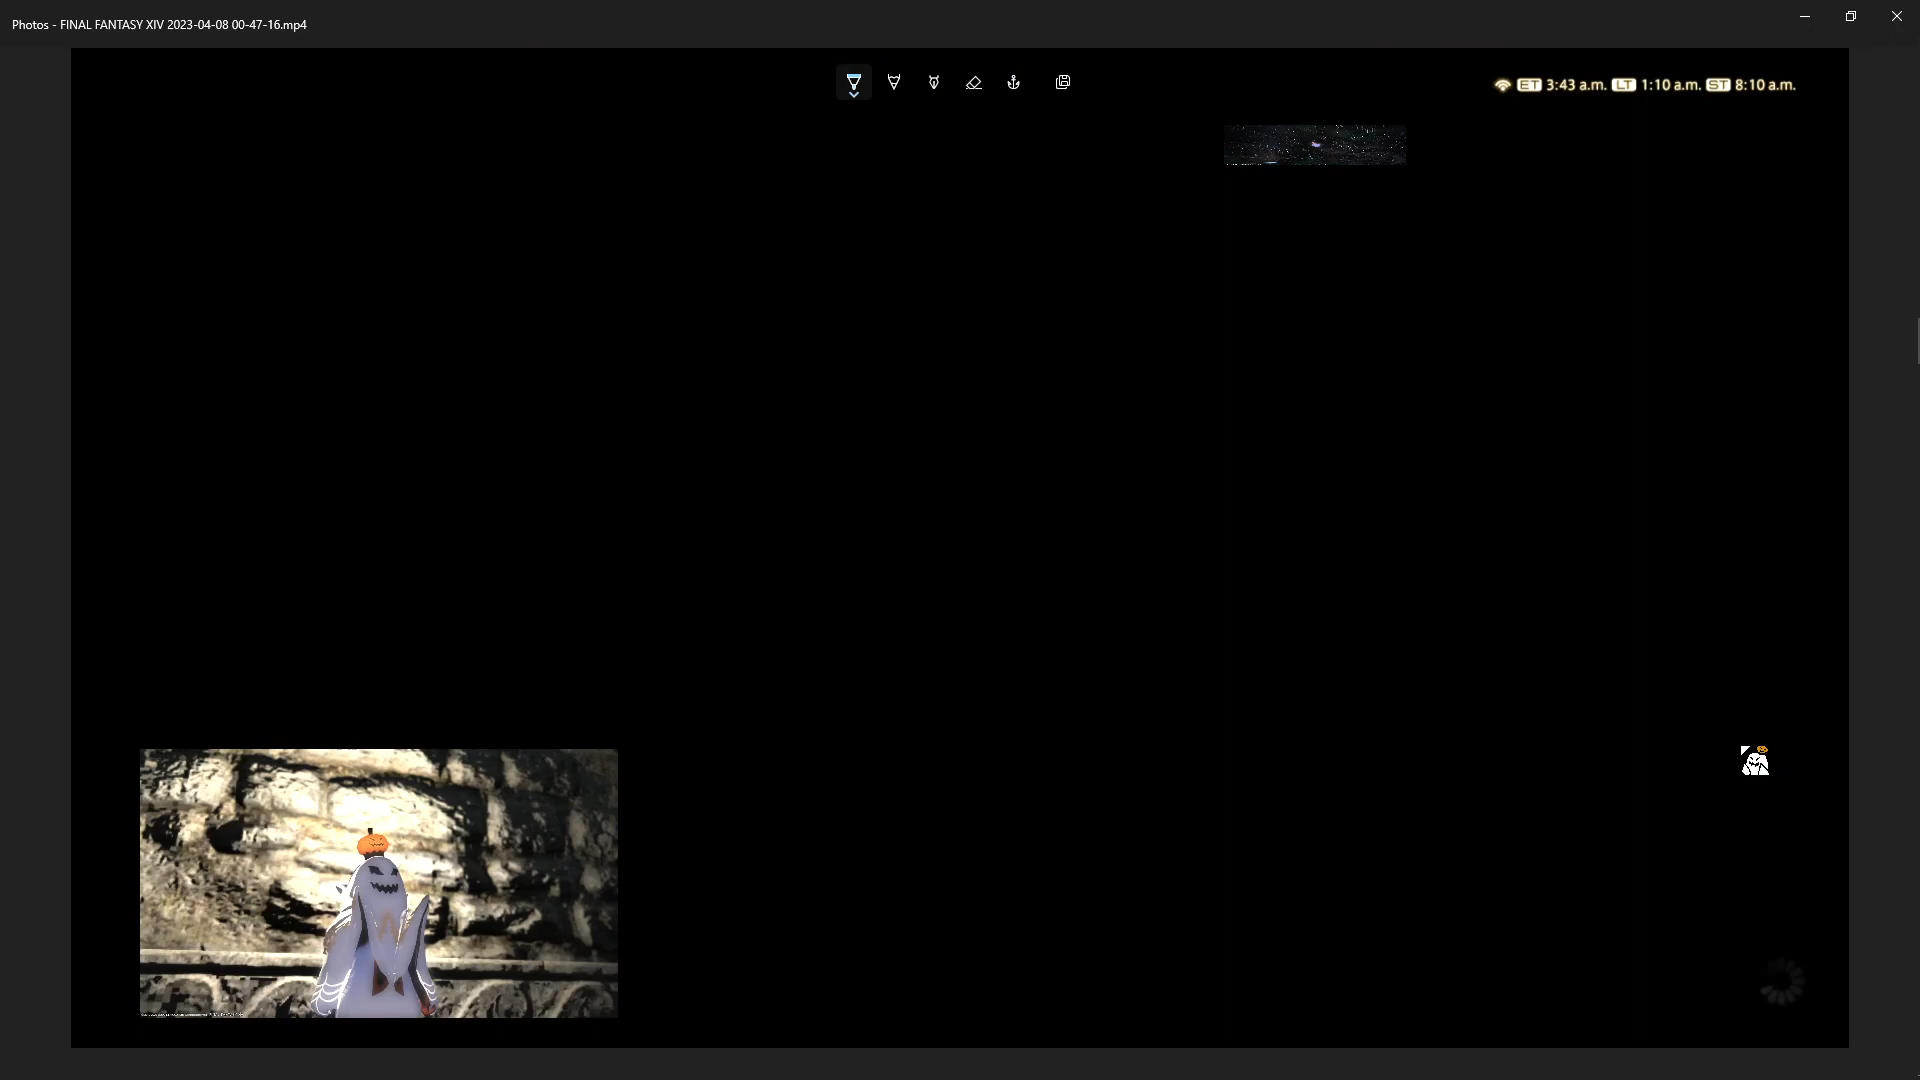 Photos - FINAL FANTASY XIV 2023-04-08 00-47-16.mp4
ET 3:43 a.m. LT 1:10 a.m. ST 8:10 a.m.